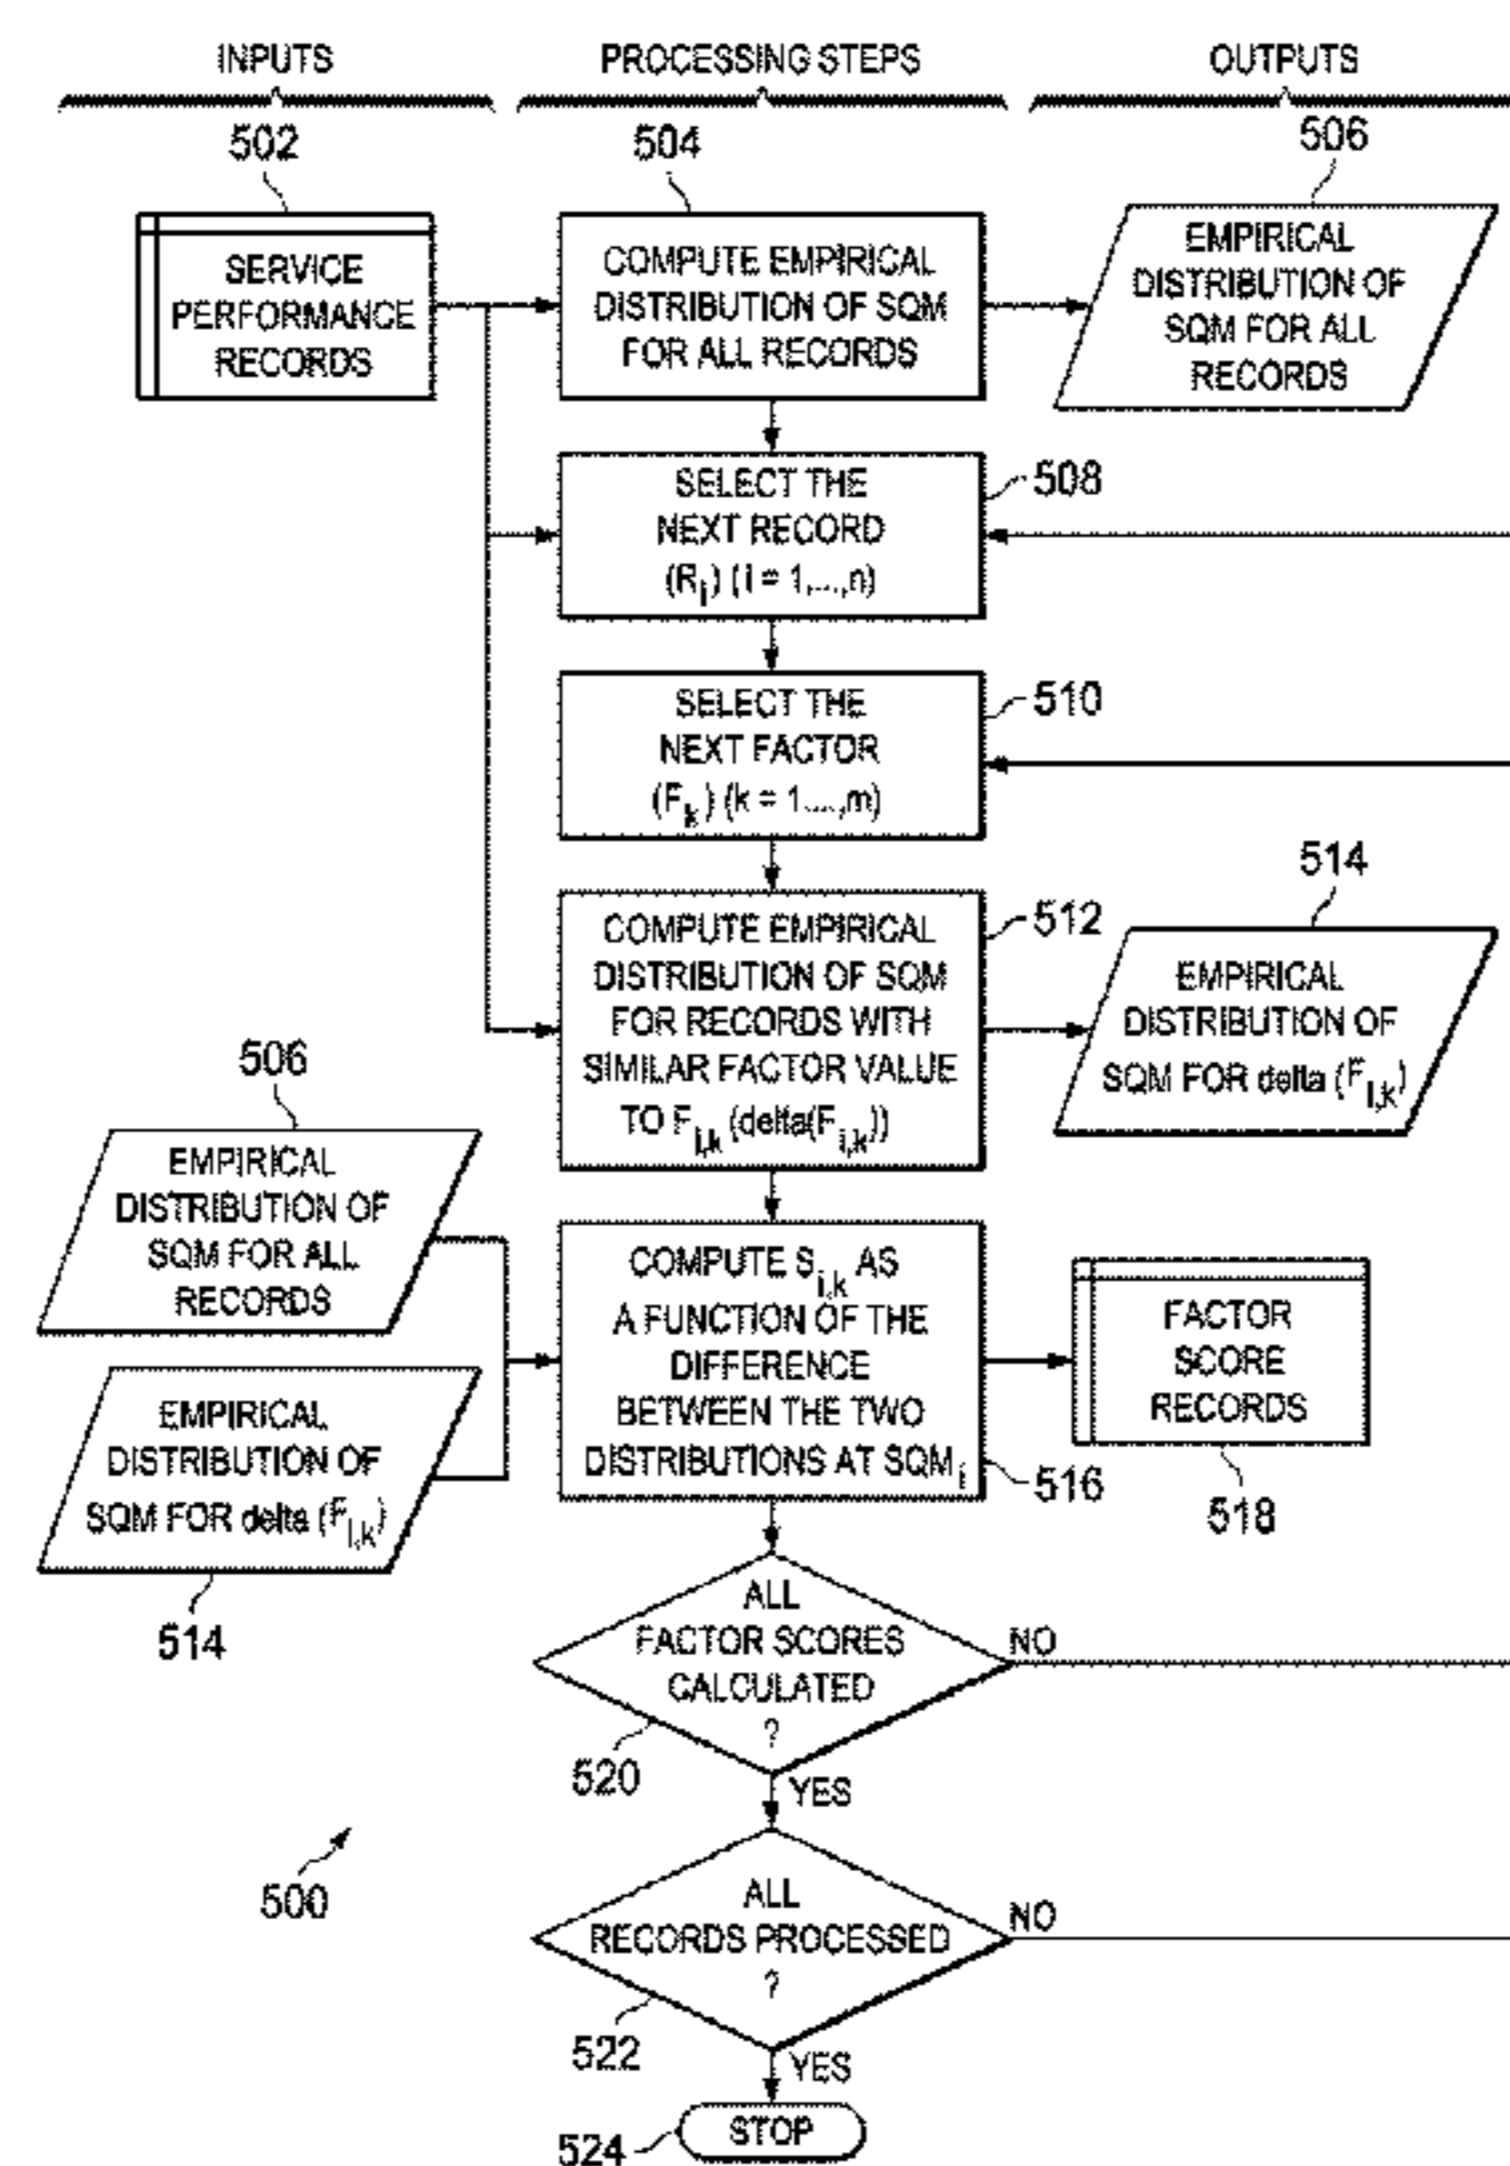 INPUTS
PROCESSING STEPS
OUTPUTS
502
504
506
SERVICE
PERFORMANCE
RECORDS
COMPUTE EMPIRICAL
DISTRIBUTION OF SQM
FOR ALL RECORDS
EMPIRICAL
DISTRIBUTION OF
SQM FOR ALL
RECORDS
SELECT THE
NEXT RECORD
(Ri) (i = 1,...,n)
508
SELECT THE
NEXT FACTOR
(Fk) (k = 1....,m)
510
COMPUTE EMPIRICAL
DISTRIBUTION OF SQM
FOR RECORDS WITH
SIMILAR FACTOR VALUE
TO Fi,k (delta(Fi,k))
512
514
EMPIRICAL
DISTRIBUTION OF
SQM FOR delta (Fi,k)
506
EMPIRICAL
DISTRIBUTION OF
SQM FOR ALL
RECORDS
EMPIRICAL
DISTRIBUTION OF
SQM FOR delta (Fi,k)
514
COMPUTE Si,k AS
A FUNCTION OF THE
DIFFERENCE
BETWEEN THE TWO
DISTRIBUTIONS AT SQMi
516
FACTOR
SCORE
RECORDS
518
ALL
FACTOR SCORES
CALCULATED
?
NO
520
YES
500
ALL
RECORDS PROCESSED
?
NO
522
YES
STOP
524